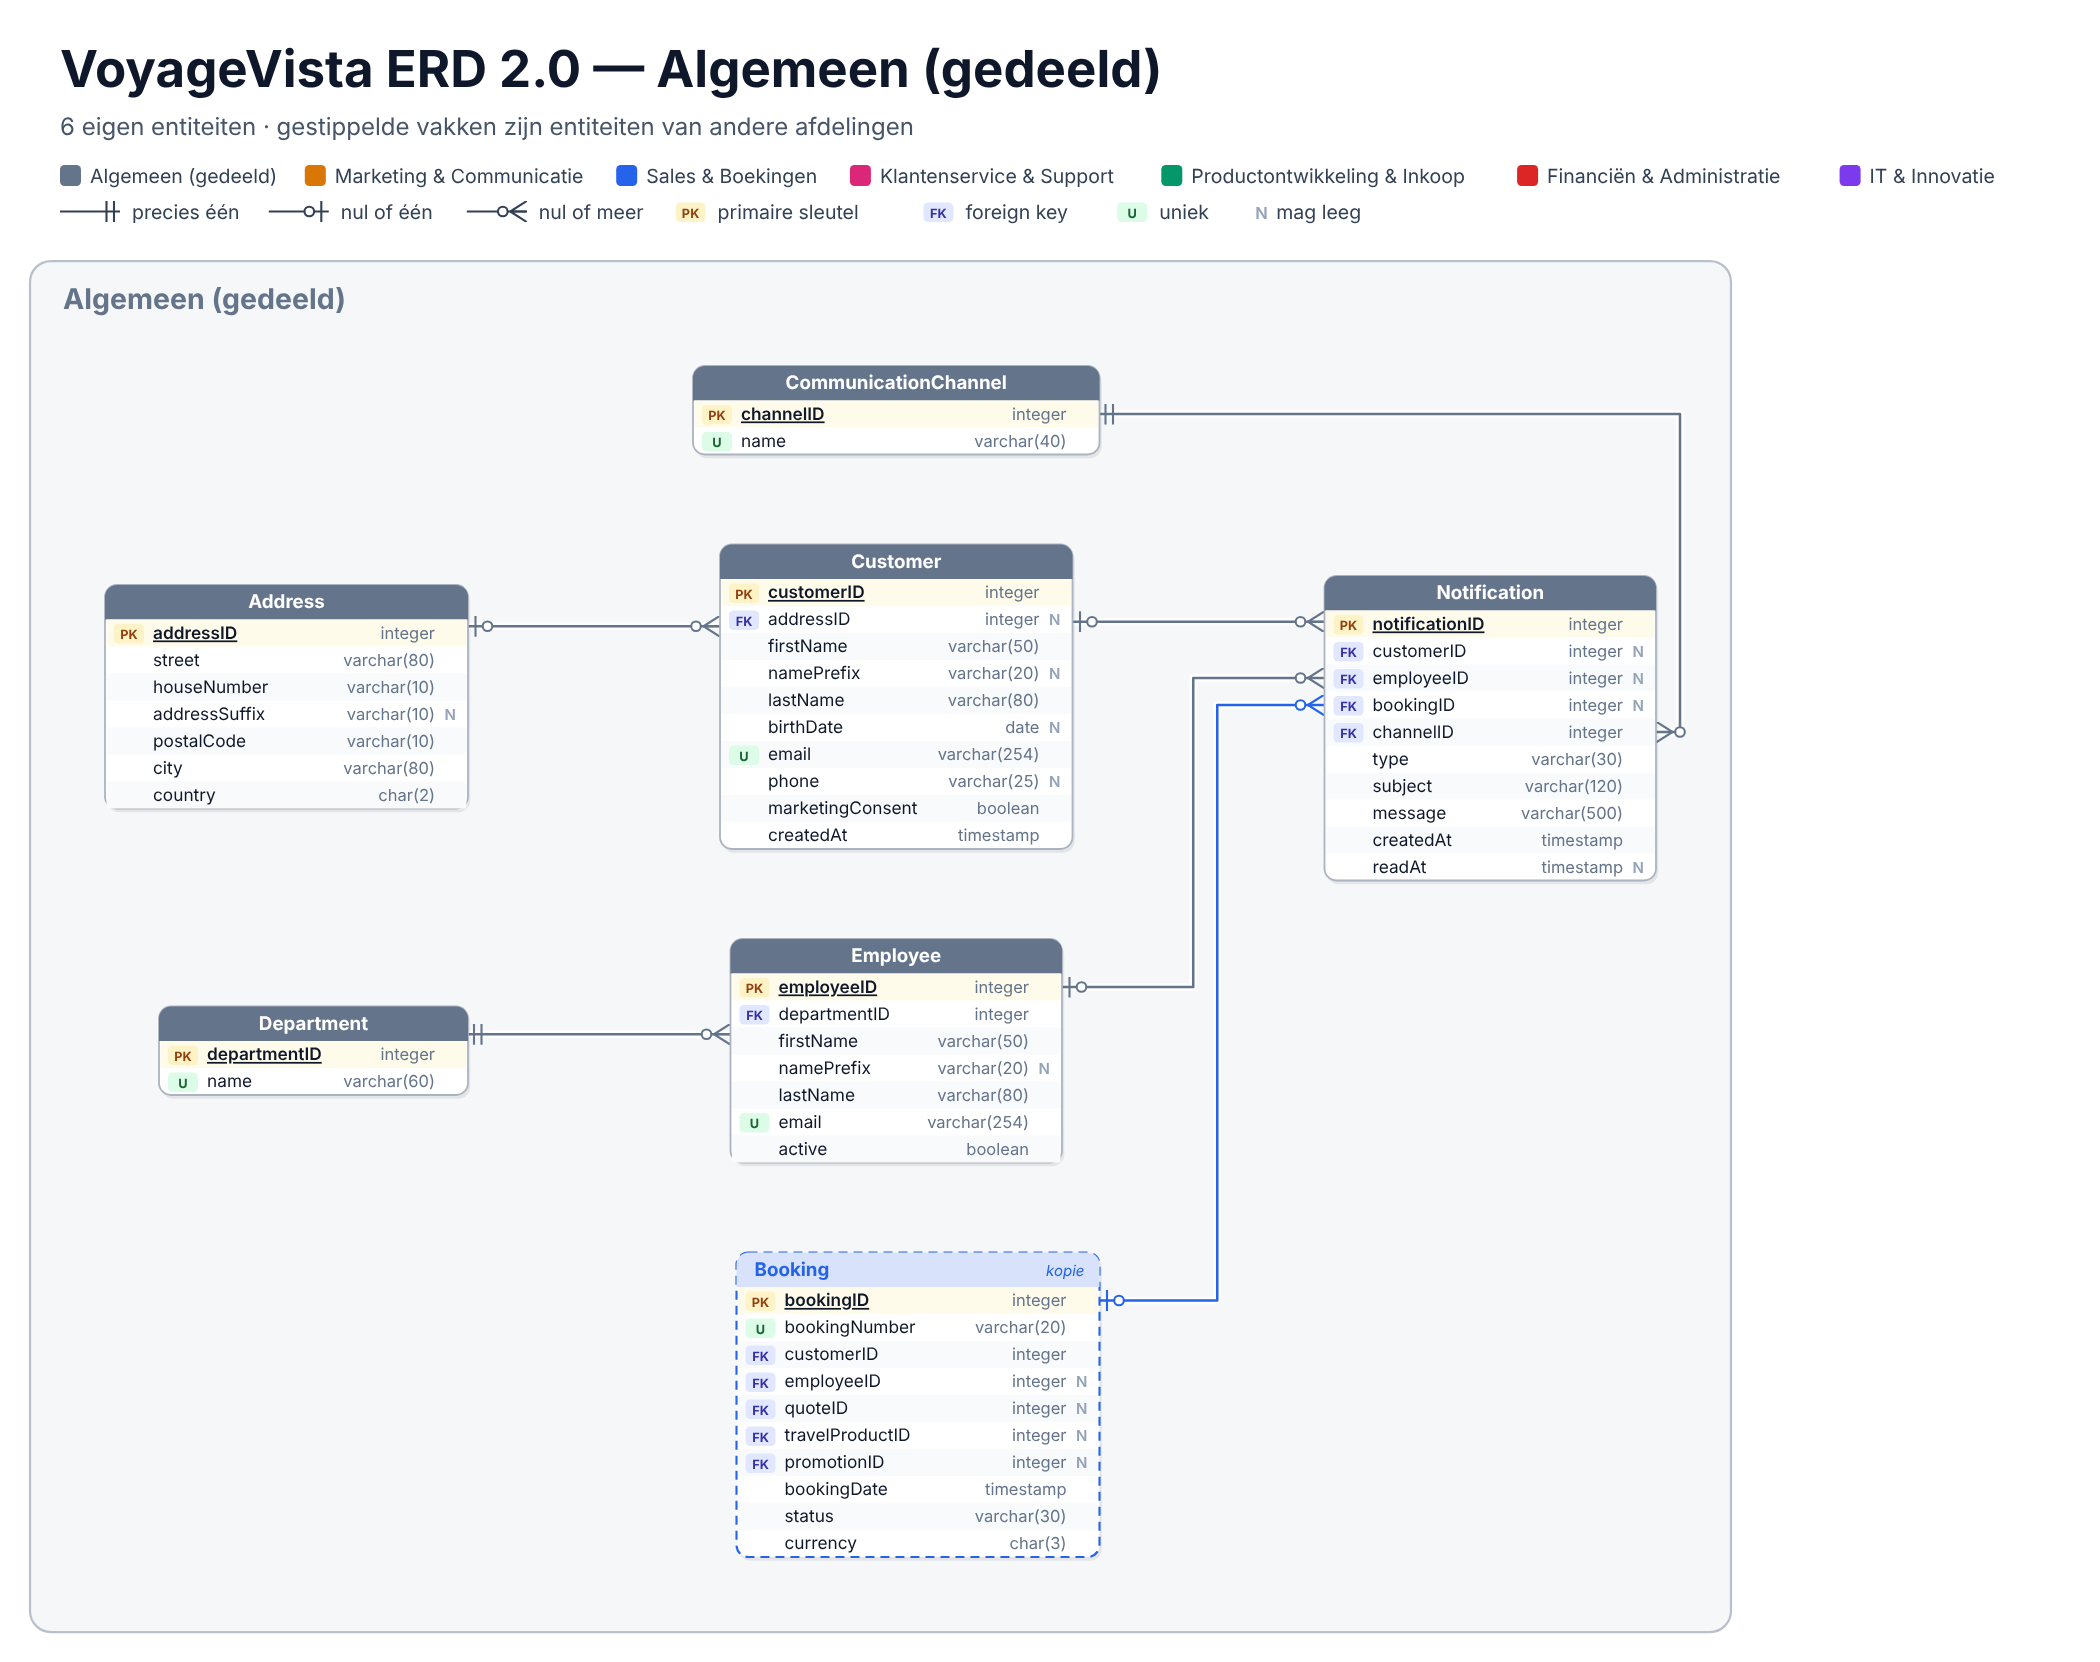 VoyageVista ERD 2.0 — Algemeen (gedeeld)
6 eigen entiteiten · gestippelde vakken zijn entiteiten van andere afdelingen
Algemeen (gedeeld) Marketing & Communicatie Sales & Boekingen Klantenservice & Support Productontwikkeling & Inkoop Financiën & Administratie IT & Innovatie
precies één nul of één nul of meer PK primaire sleutel FK foreign key U uniek N mag leeg
Algemeen (gedeeld)
CommunicationChannel
PK channelID integer
U name varchar(40)
Address
PK addressID integer
street varchar(80)
houseNumber varchar(10)
addressSuffix varchar(10) N
postalCode varchar(10)
city varchar(80)
country char(2)
Customer
PK customerID integer
FK addressID integer N
firstName varchar(50)
namePrefix varchar(20) N
lastName varchar(80)
birthDate date N
U email varchar(254)
phone varchar(25) N
marketingConsent boolean
createdAt timestamp
Notification
PK notificationID integer
FK customerID integer N
FK employeeID integer N
FK bookingID integer N
FK channelID integer
type varchar(30)
subject varchar(120)
message varchar(500)
createdAt timestamp
readAt timestamp N
Department
PK departmentID integer
U name varchar(60)
Employee
PK employeeID integer
FK departmentID integer
firstName varchar(50)
namePrefix varchar(20) N
lastName varchar(80)
U email varchar(254)
active boolean
Booking kopie
PK bookingID integer
U bookingNumber varchar(20)
FK customerID integer
FK employeeID integer N
FK quoteID integer N
FK travelProductID integer N
FK promotionID integer N
bookingDate timestamp
status varchar(30)
currency char(3)